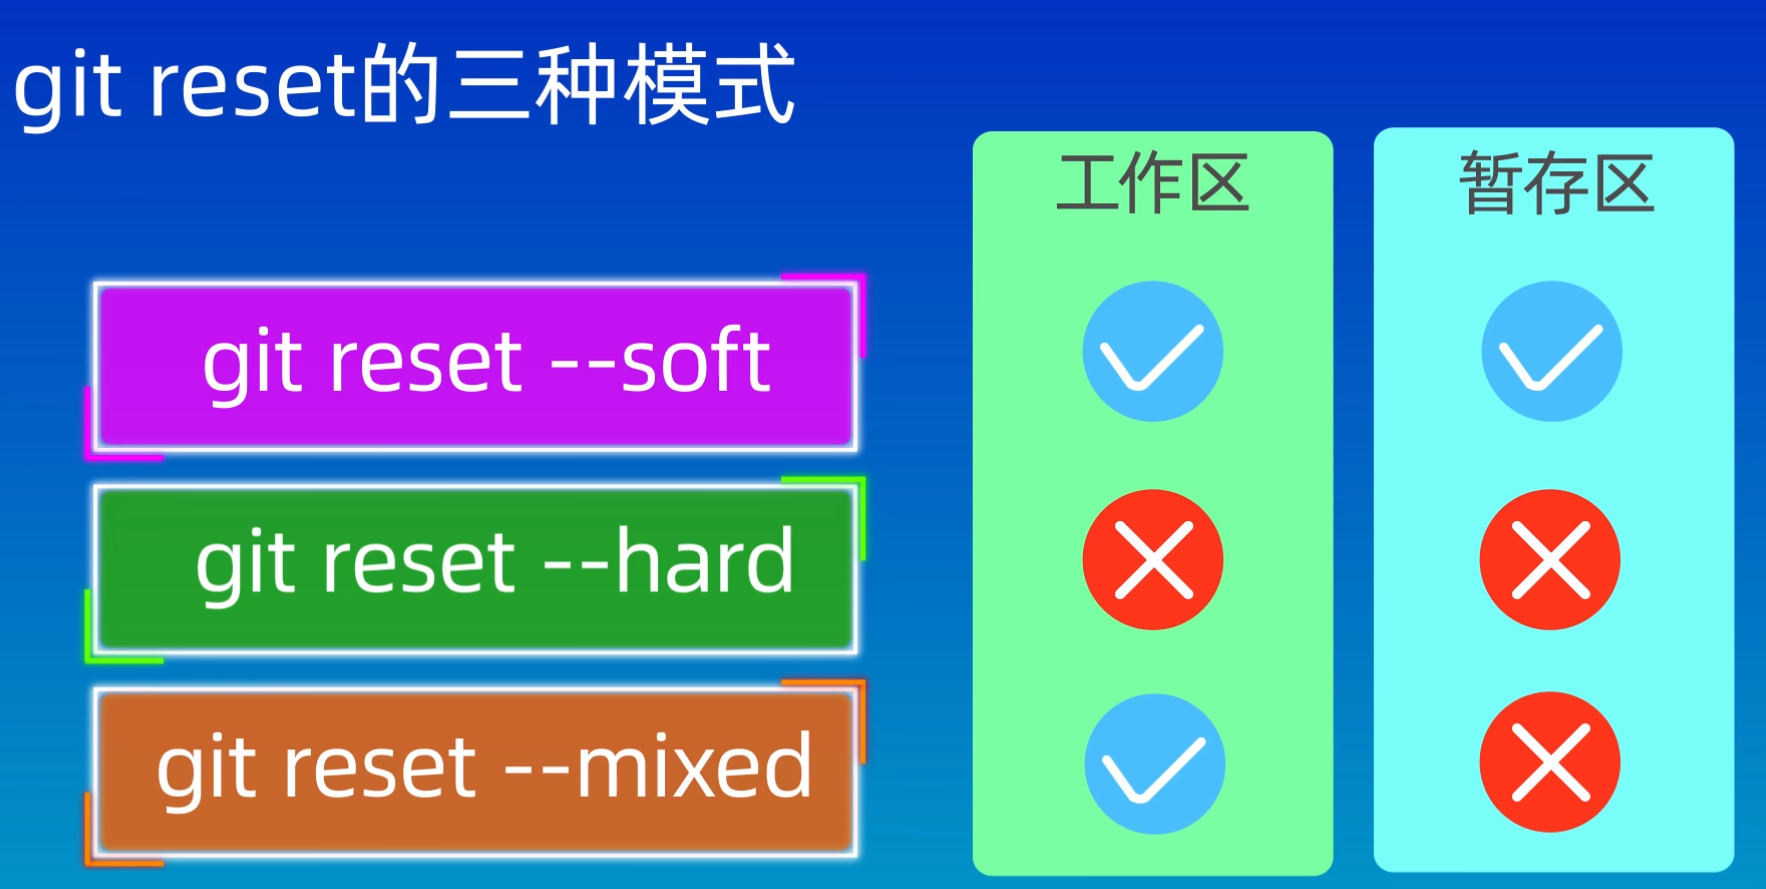 git reset的三种模式
工作区
暂存区
git reset --soft
git reset --hard
git reset --mixed